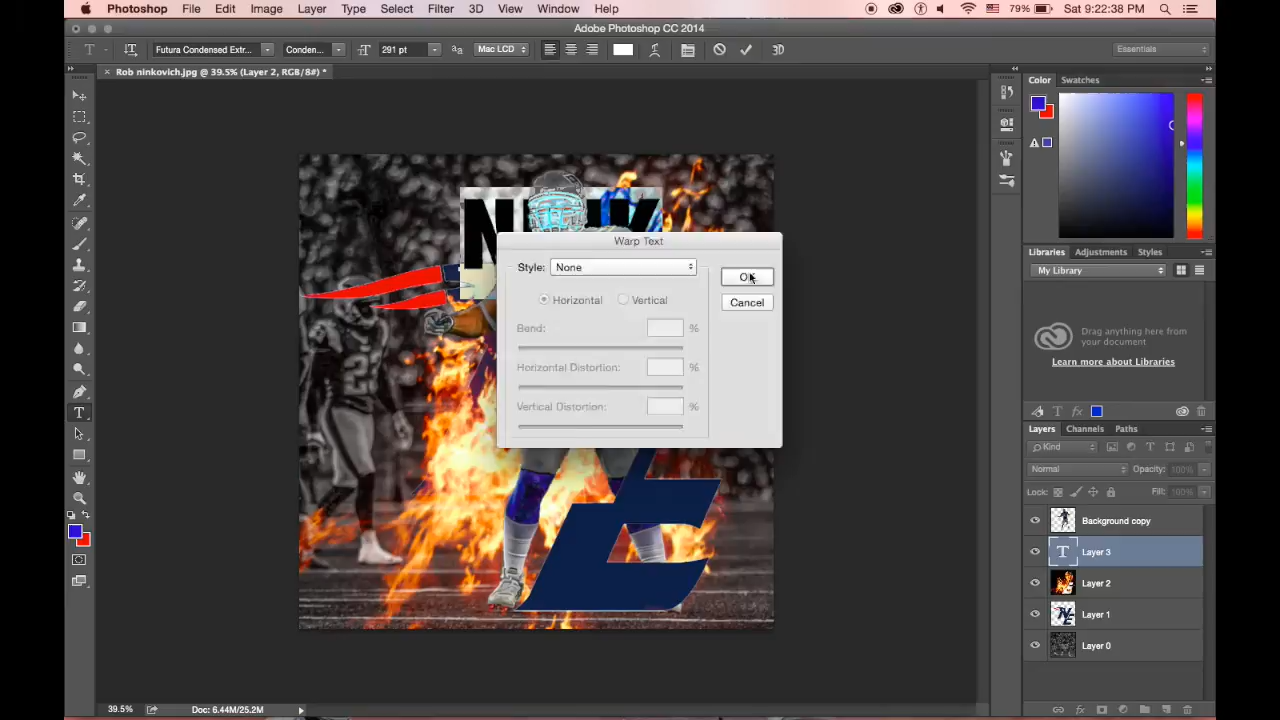 Photoshop File Edit Image Layer Type Select Filter 3D View Window Help 79% Sat 9:22:38 PM
Adobe Photoshop CC 2014
T Futura Condensed Extr... Conden... 291 pt Mac LCD 3D Essentials
× Rob ninkovich.jpg @ 39.5% (Layer 2, RGB/8#) *
Color Swatches
Warp Text
Style: None
OK
Horizontal Vertical
Cancel
Bend: %
Horizontal Distortion: %
Vertical Distortion: %
Libraries Adjustments Styles
My Library
Drag anything here from
your document
Learn more about Libraries
T fx
Layers Channels Paths
Kind
Normal Opacity: 100%
Lock: Fill: 100%
Background copy
T Layer 3
Layer 2
Layer 1
Layer 0
39.5% Doc: 6.44M/25.2M
fx